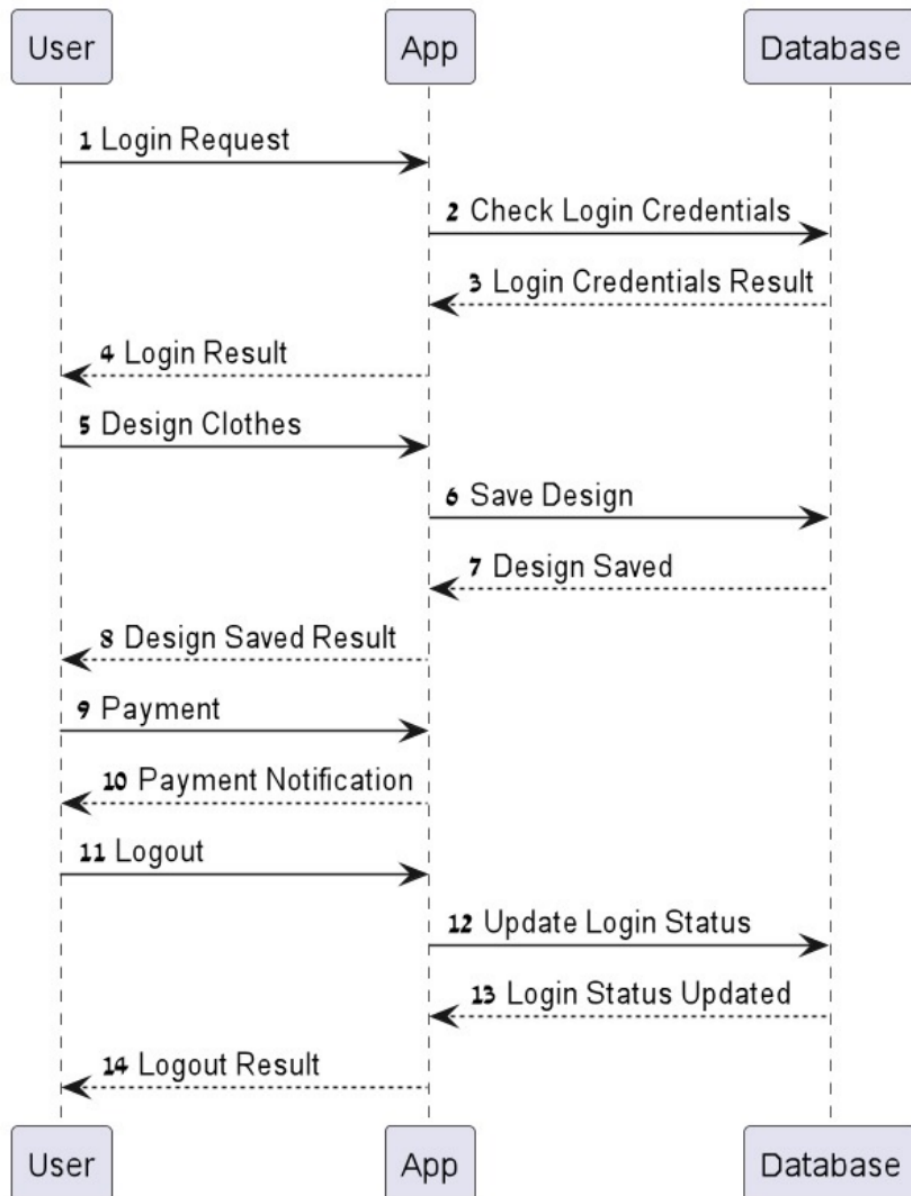 User App Database
1 Login Request
2 Check Login Credentials
3 Login Credentials Result
4 Login Result
5 Design Clothes
6 Save Design
7 Design Saved
8 Design Saved Result
9 Payment
10 Payment Notification
11 Logout
12 Update Login Status
13 Login Status Updated
14 Logout Result
User App Database